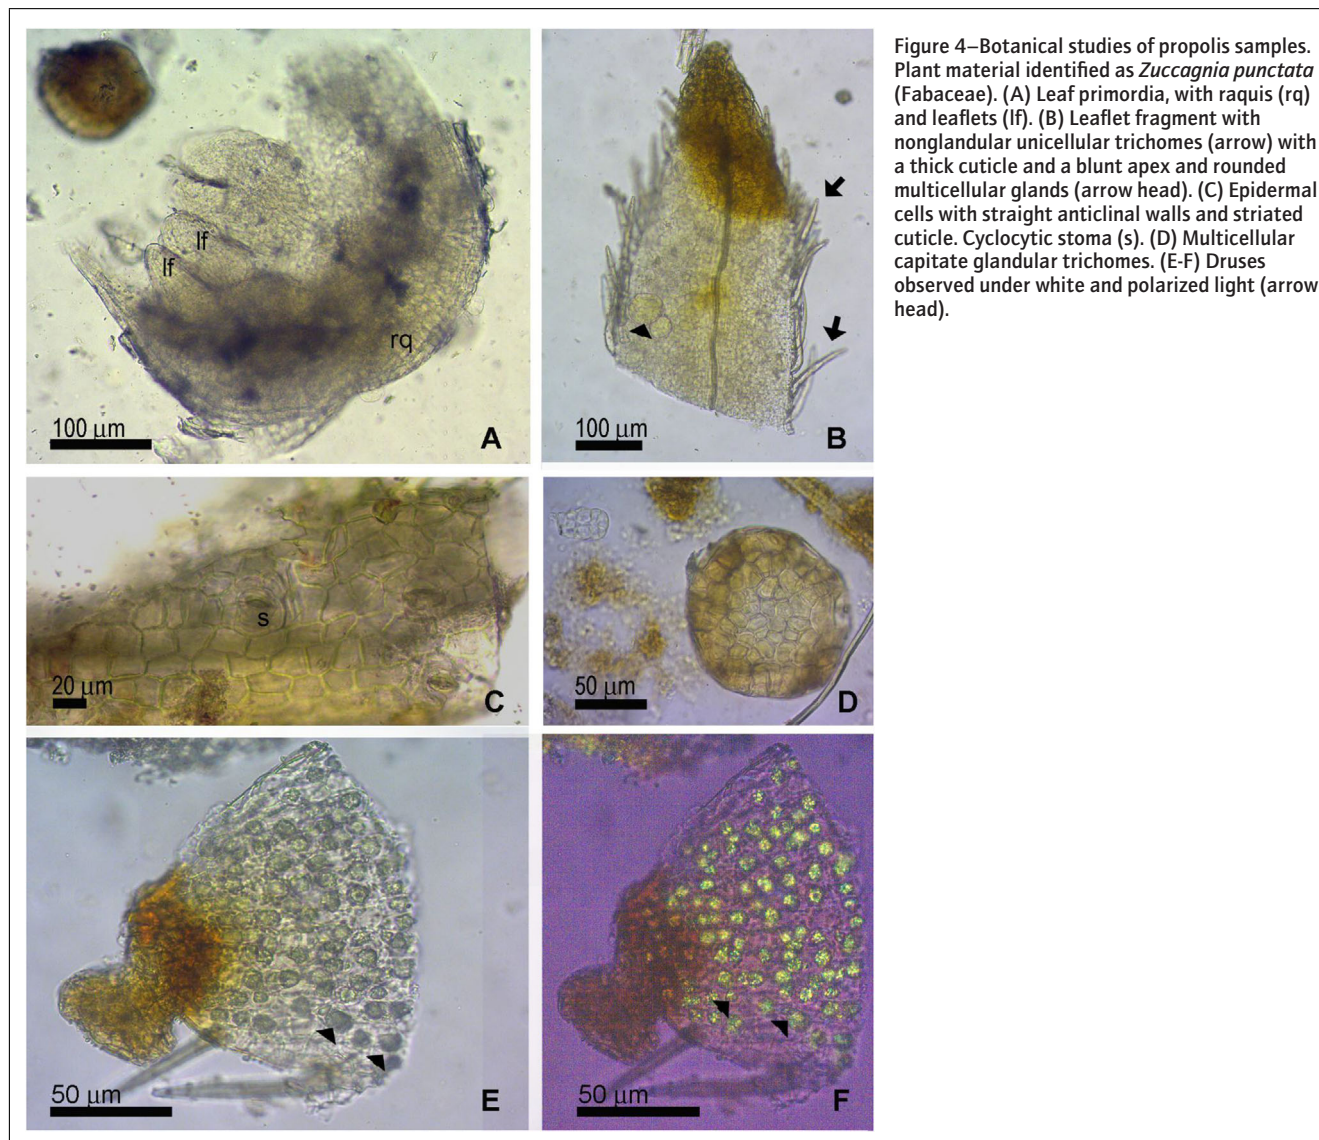 Figure 4–Botanical studies of propolis samples.
Plant material identified as Zuccagnia punctata
(Fabaceae). (A) Leaf primordia, with raquis (rq)
and leaflets (lf). (B) Leaflet fragment with
nonglandular unicellular trichomes (arrow) with
a thick cuticle and a blunt apex and rounded
multicellular glands (arrow head). (C) Epidermal
cells with straight anticlinal walls and striated
cuticle. Cyclocytic stoma (s). (D) Multicellular
capitate glandular trichomes. (E-F) Druses
observed under white and polarized light (arrow
head).
lf
lf
rq
100 µm
A
100 µm
B
s
20 µm
C
50 µm
D
50 µm
E
50 µm
F